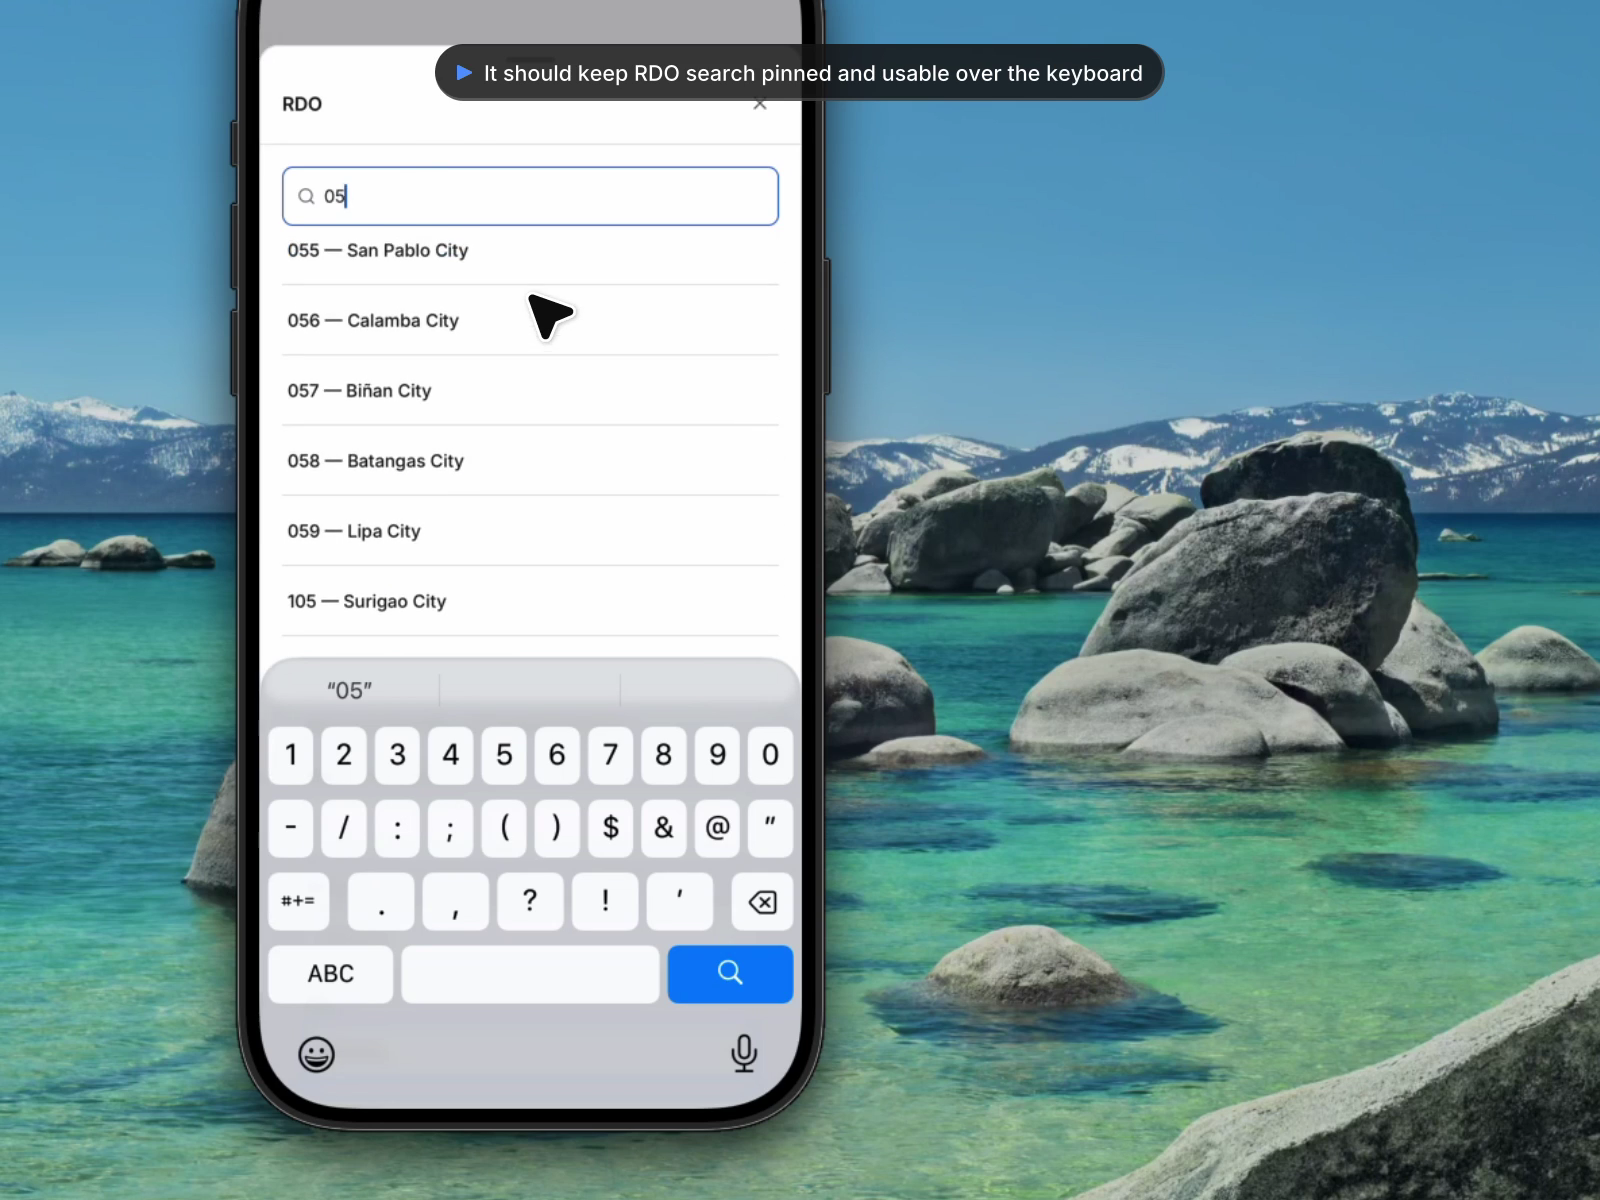 It should keep RDO search pinned and usable over the keyboard
RDO
05
055 — San Pablo City
056 — Calamba City
057 — Biñan City
058 — Batangas City
059 — Lipa City
105 — Surigao City
“05”
1 2 3 4 5 6 7 8 9 0
- / : ; ( ) $ & @ "
#+= . , ? ! '
ABC